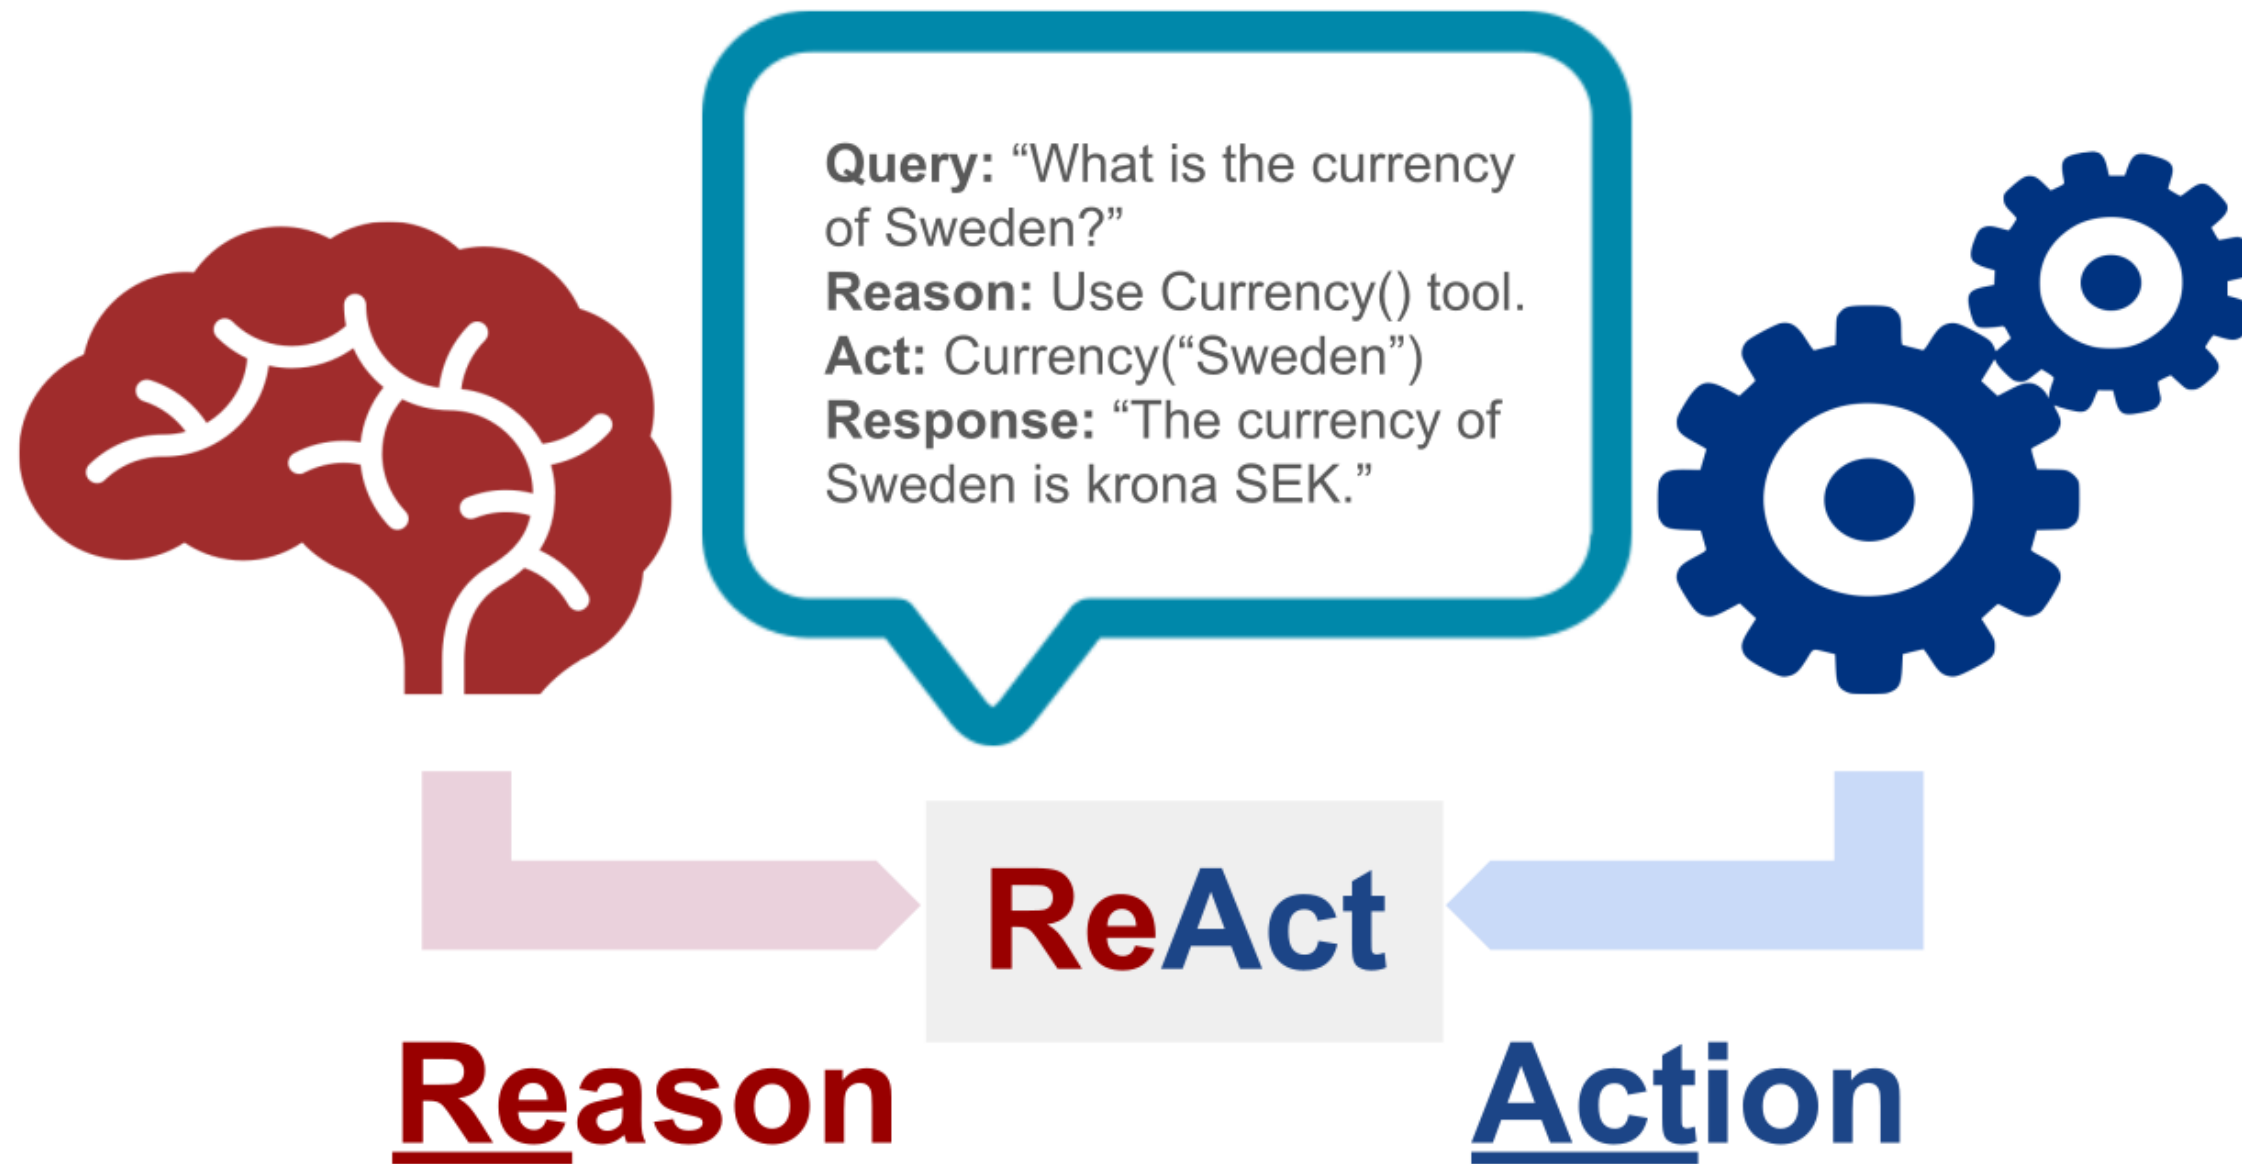 Query: “What is the currency
of Sweden?”
Reason: Use Currency() tool.
Act: Currency(“Sweden”)
Response: “The currency of
Sweden is krona SEK.”
ReAct
Reason
Action